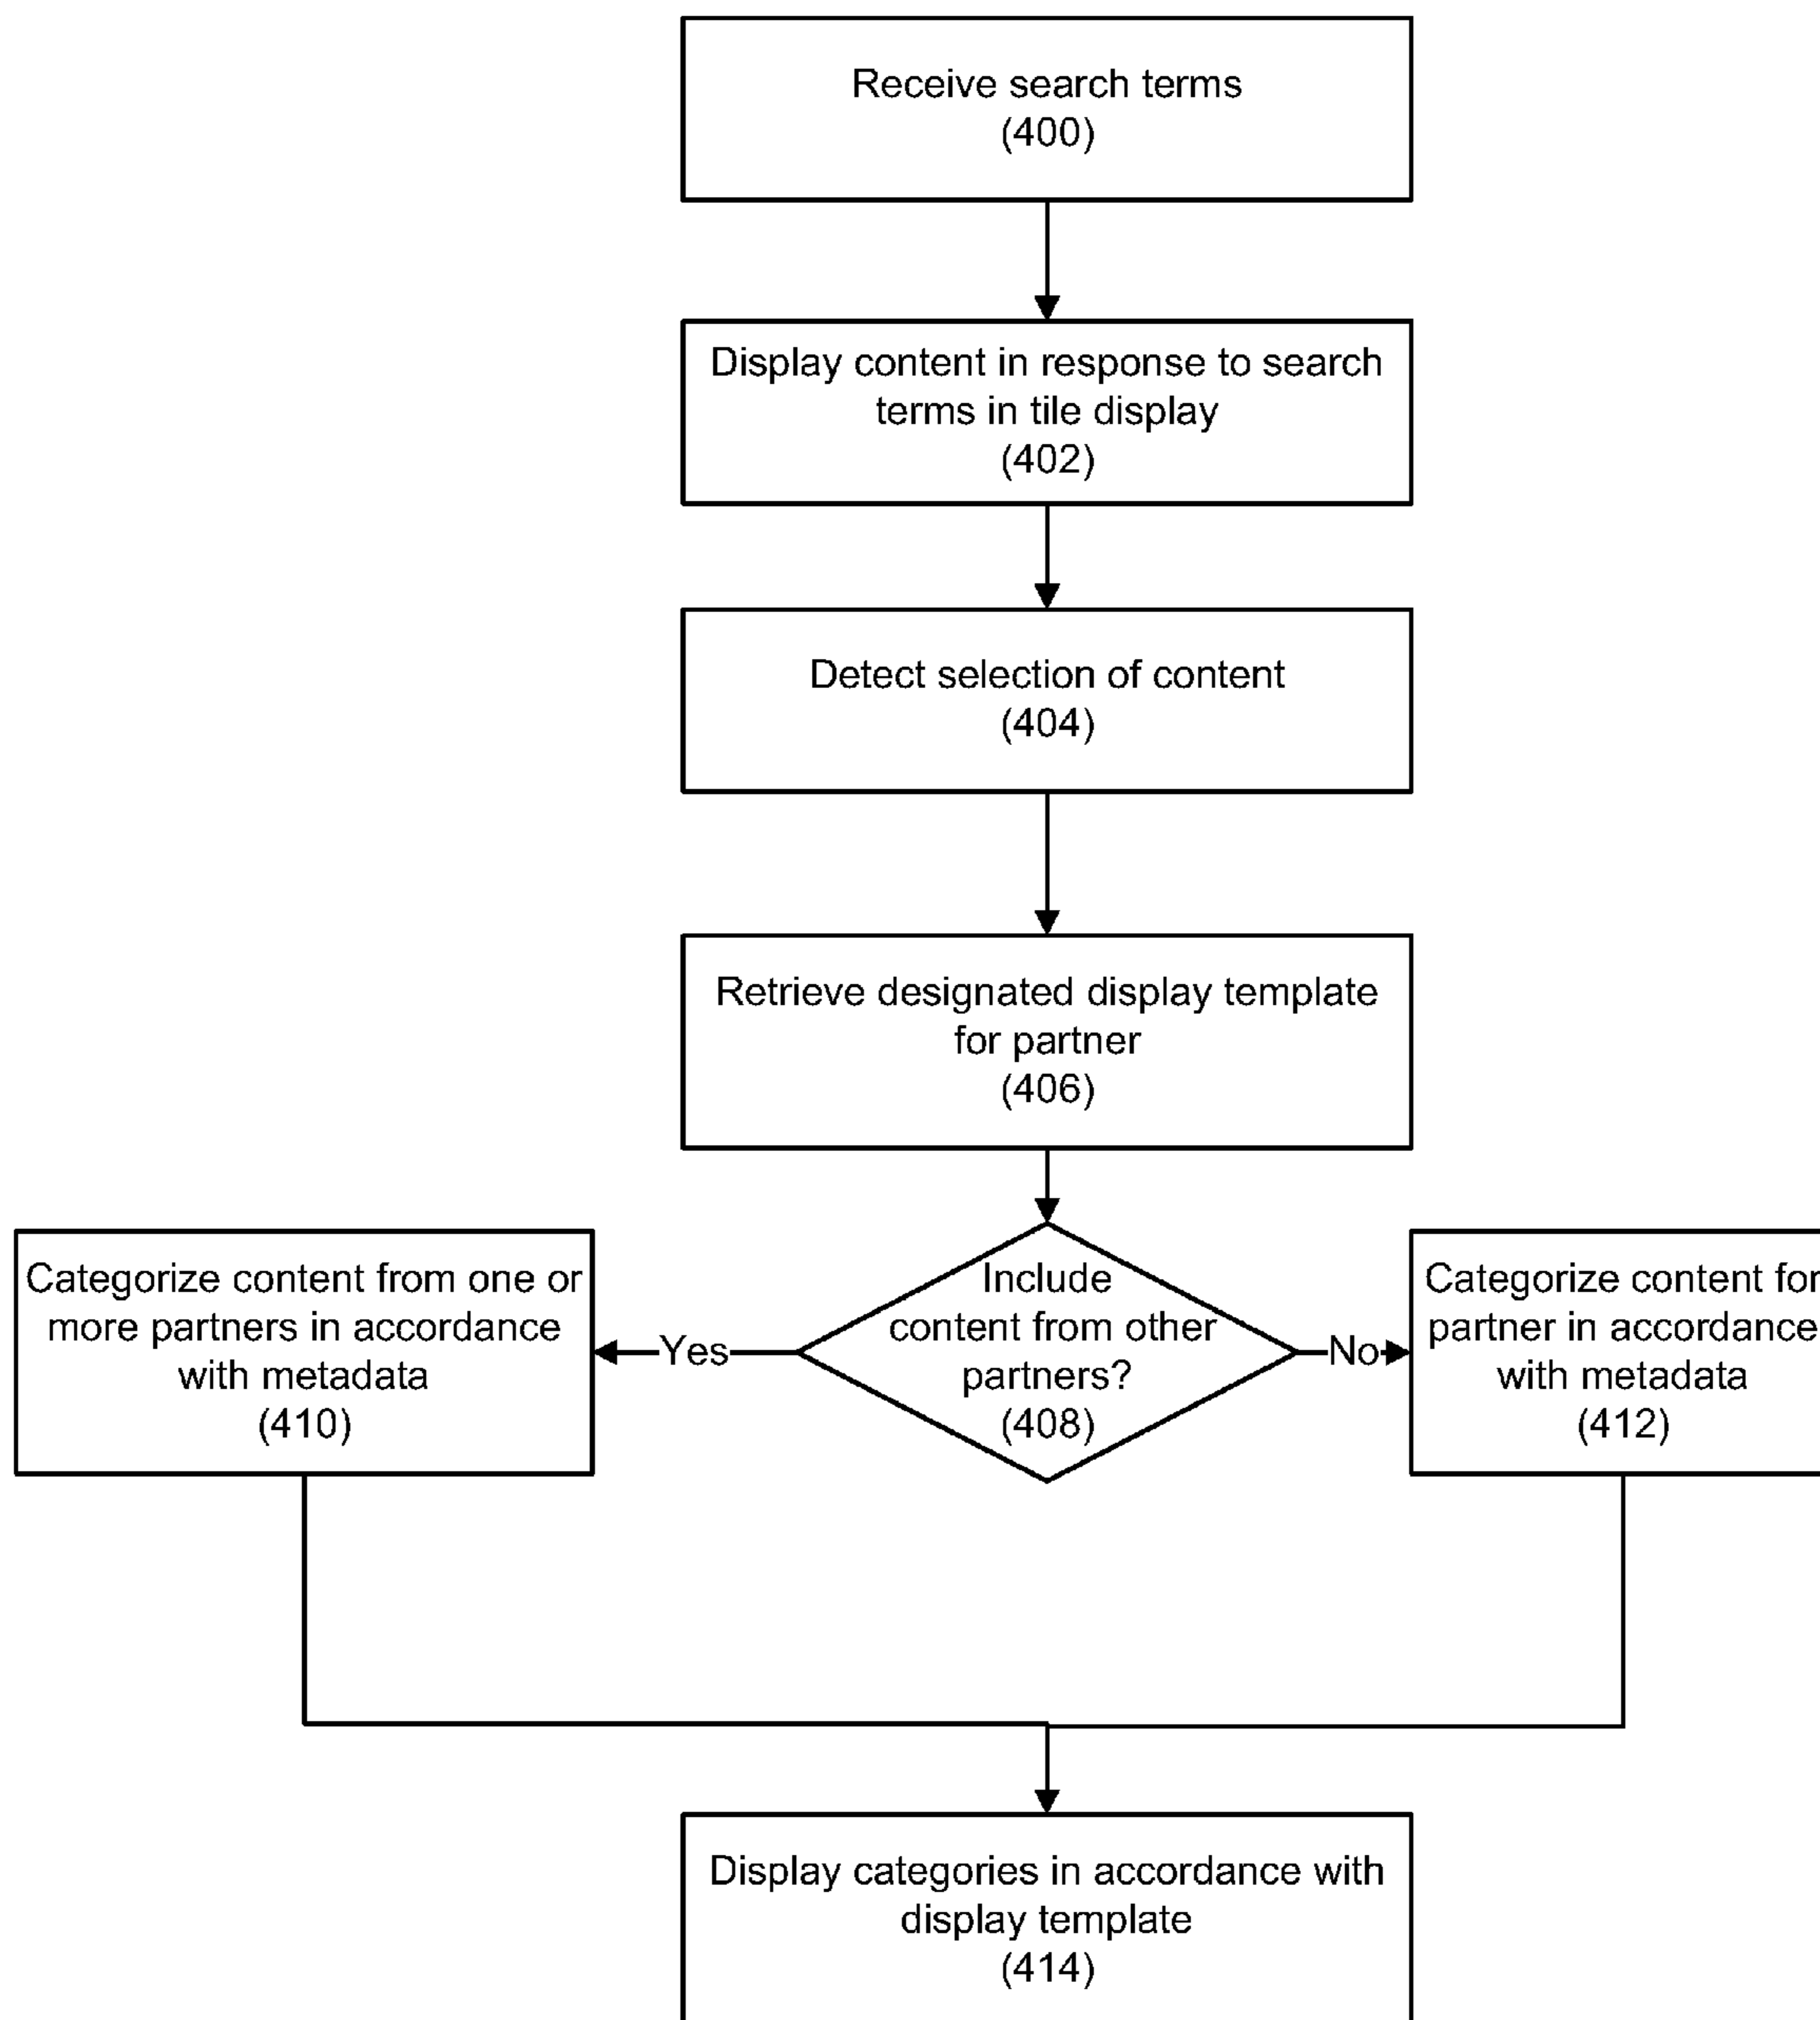 Receive search terms
(400)
Display content in response to search
terms in tile display
(402)
Detect selection of content
(404)
Retrieve designated display template
for partner
(406)
Include
content from other
partners?
(408)
Yes
No
Categorize content from one or
more partners in accordance
with metadata
(410)
Categorize content for
partner in accordance
with metadata
(412)
Display categories in accordance with
display template
(414)